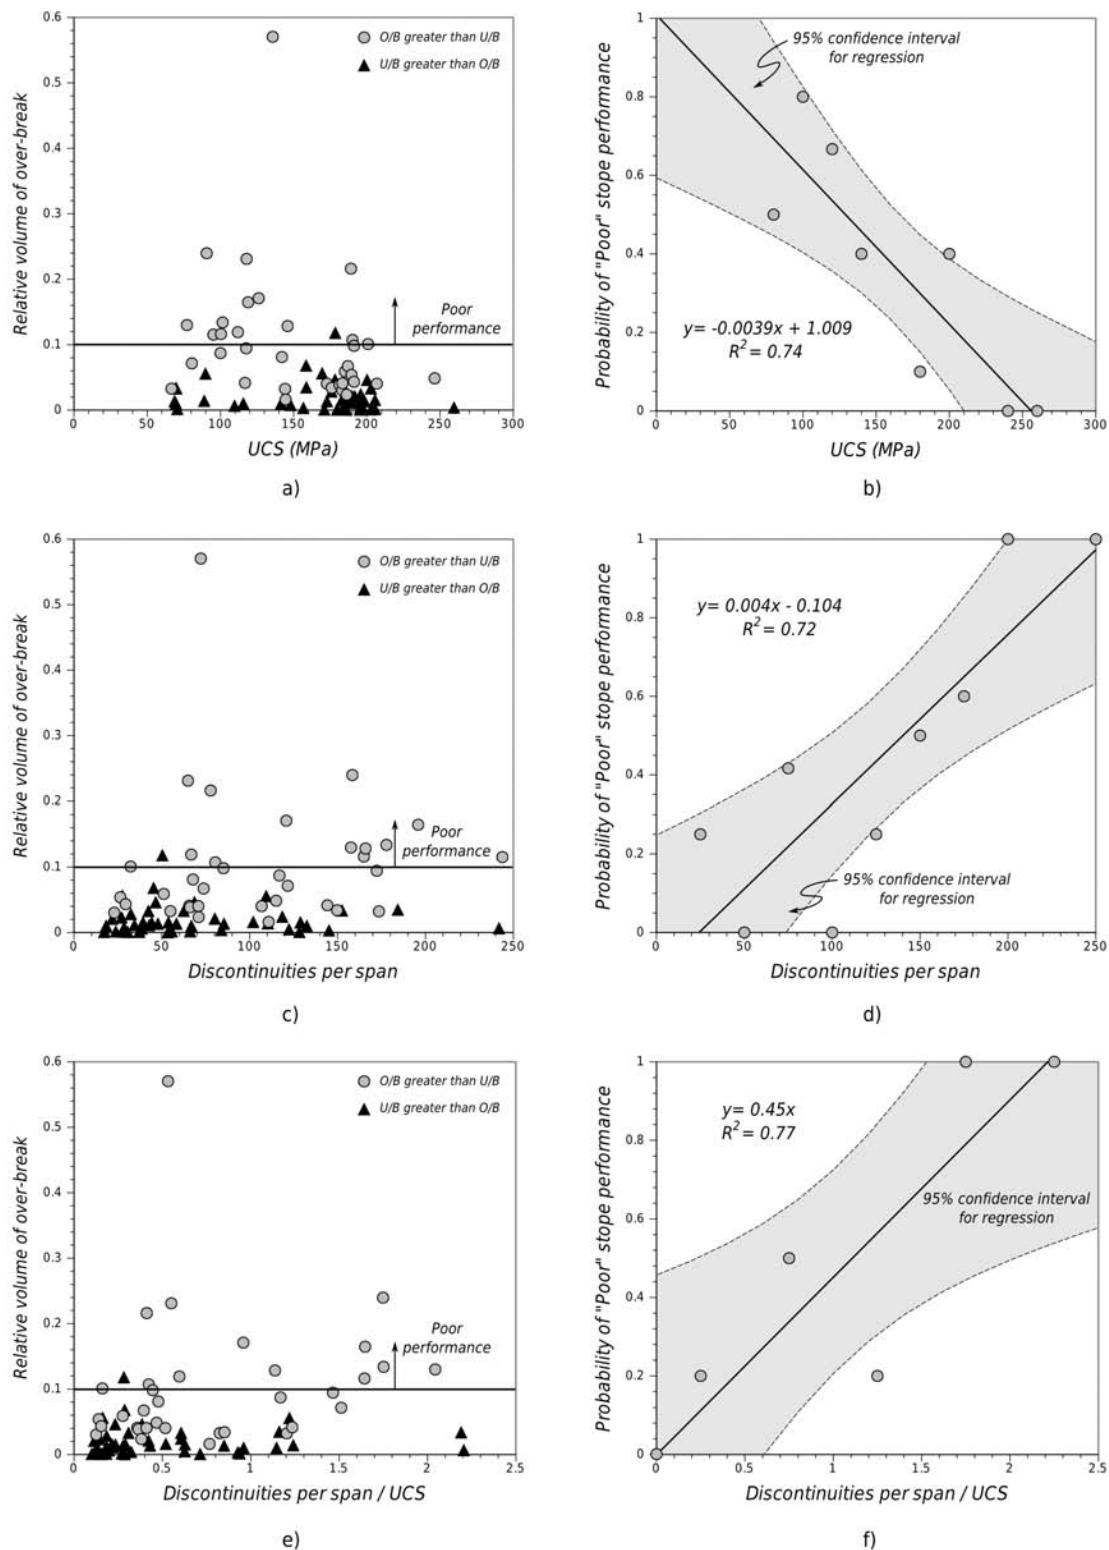 Relative volume of over-break
0.6
0.5
0.4
0.3
0.2
0.1
0
O/B greater than U/B
U/B greater than O/B
Poor
performance
0 50 100 150 200 250 300
UCS (MPa)
a)
Probability of "Poor" stope performance
1
0.8
0.6
0.4
0.2
0
95% confidence interval
for regression
y= -0.0039x + 1.009
R² = 0.74
0 50 100 150 200 250 300
UCS (MPa)
b)
Relative volume of over-break
0.6
0.5
0.4
0.3
0.2
0.1
0
O/B greater than U/B
U/B greater than O/B
Poor
performance
0 50 100 150 200 250
Discontinuities per span
c)
Probability of "Poor" stope performance
1
0.8
0.6
0.4
0.2
0
y= 0.004x - 0.104
R² = 0.72
95% confidence interval
for regression
0 50 100 150 200 250
Discontinuities per span
d)
Relative volume of over-break
0.6
0.5
0.4
0.3
0.2
0.1
0
O/B greater than U/B
U/B greater than O/B
Poor
performance
0 0.5 1 1.5 2 2.5
Discontinuities per span / UCS
e)
Probability of "Poor" stope performance
1
0.8
0.6
0.4
0.2
0
y= 0.45x
R² = 0.77
95% confidence interval
for regression
0 0.5 1 1.5 2 2.5
Discontinuities per span / UCS
f)